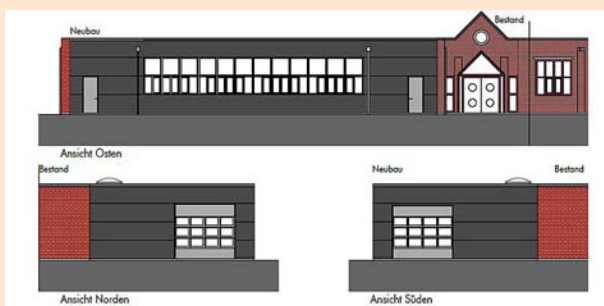 Neubau
Bestand
Ansicht Osten
Bestand
Neubau
Bestand
Ansicht Norden
Ansicht Süden